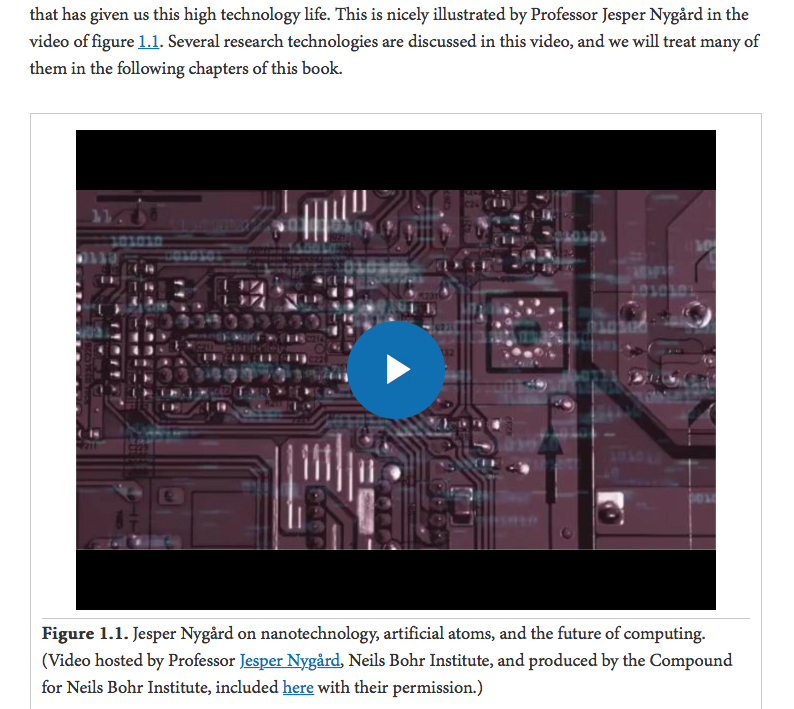 that has given us this high technology life. This is nicely illustrated by Professor Jesper Nygård in the
video of figure 1.1. Several research technologies are discussed in this video, and we will treat many of
them in the following chapters of this book.
101010
0110
0010101
010101
Figure 1.1. Jesper Nygård on nanotechnology, artificial atoms, and the future of computing.
(Video hosted by Professor Jesper Nygård, Neils Bohr Institute, and produced by the Compound
for Neils Bohr Institute, included here with their permission.)